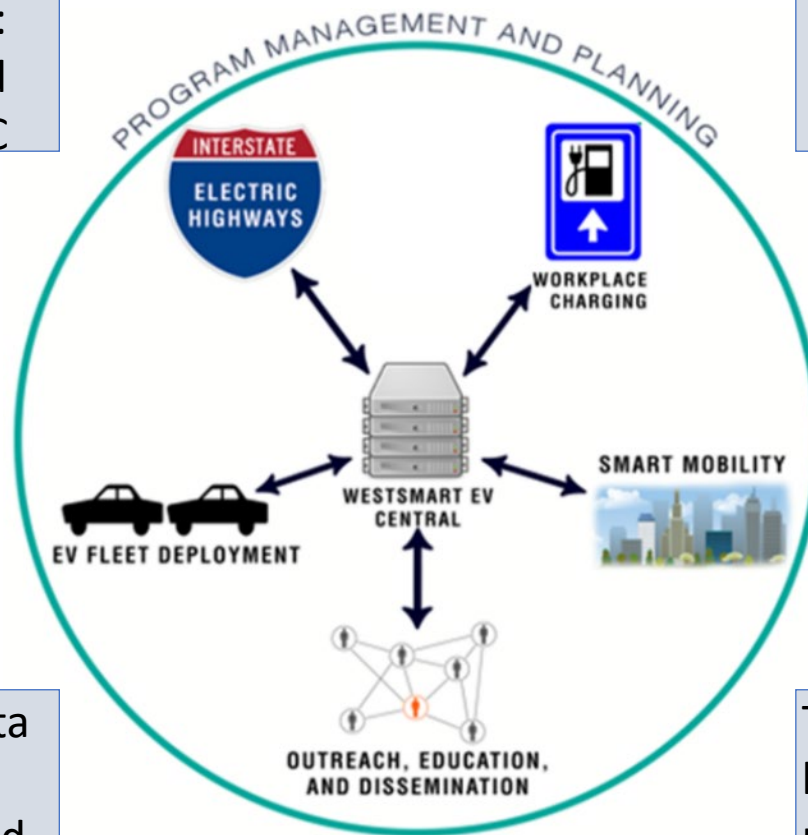 PROGRAM MANAGEMENT AND PLANNING
INTERSTATE
ELECTRIC
HIGHWAYS
WORKPLACE
CHARGING
SMART MOBILITY
WESTSMART EV
CENTRAL
EV FLEET DEPLOYMENT
OUTREACH, EDUCATION,
AND DISSEMINATION